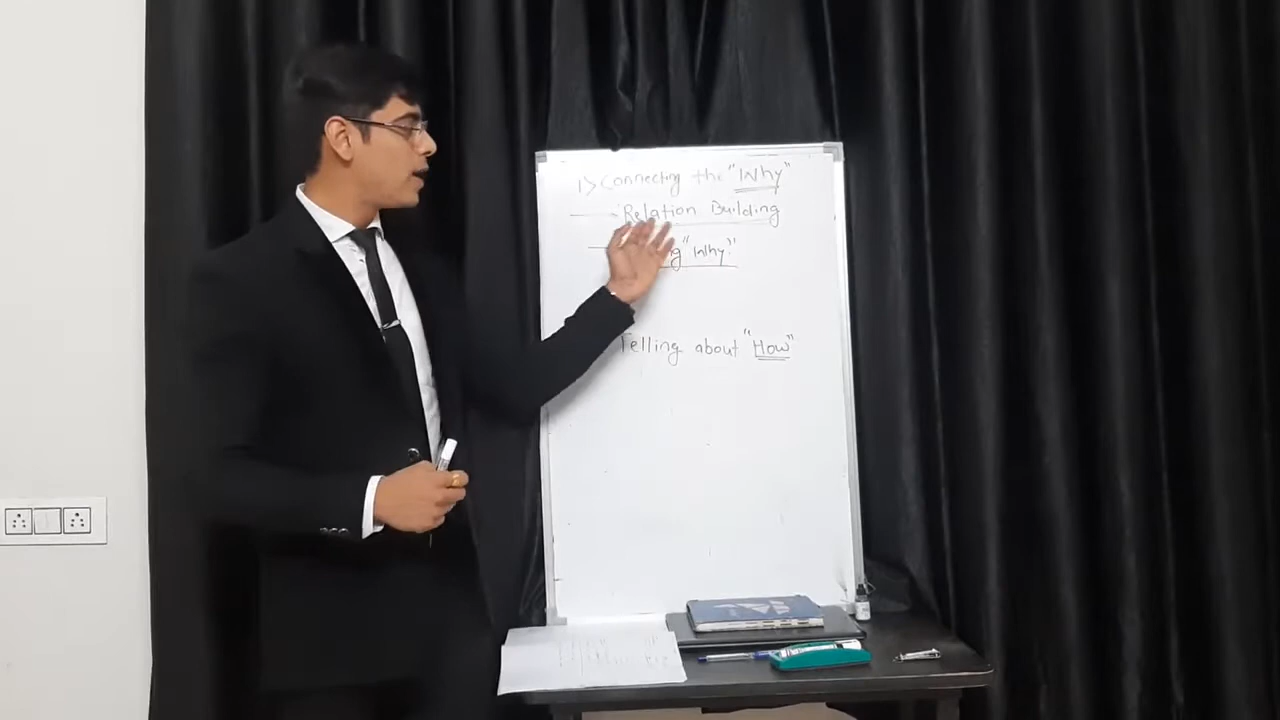 1> Connecting the "Why"
Relation Building
"Why?"
Telling about "How"